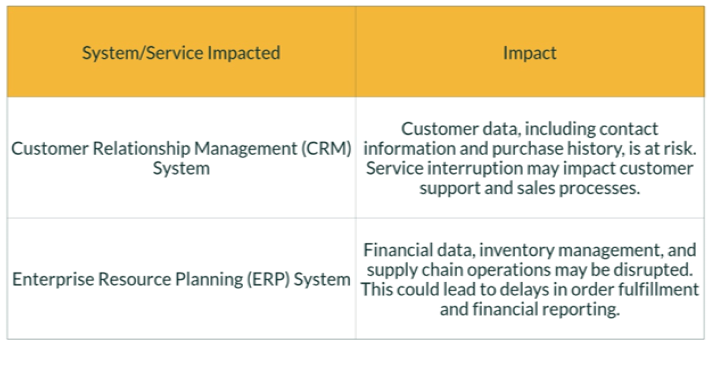 System/Service Impacted
Impact
Customer Relationship Management (CRM)
System
Customer data, including contact
information and purchase history, is at risk.
Service interruption may impact customer
support and sales processes.
Enterprise Resource Planning (ERP) System
Financial data, inventory management, and
supply chain operations may be disrupted.
This could lead to delays in order fulfillment
and financial reporting.